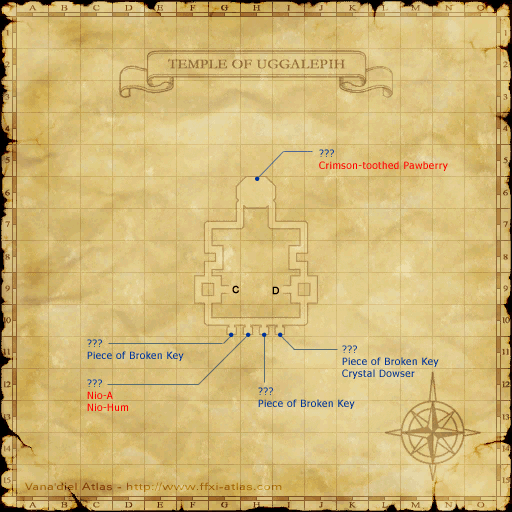 A B C D E F G H I J K L M N O
TEMPLE OF UGGALEPIH
???
Crimson-toothed Pawberry
C D
???
Piece of Broken Key
???
Piece of Broken Key
Crystal Dowser
???
Nio-A
Nio-Hum
???
Piece of Broken Key
Vana'diel Atlas - http://www.ffxi-atlas.com